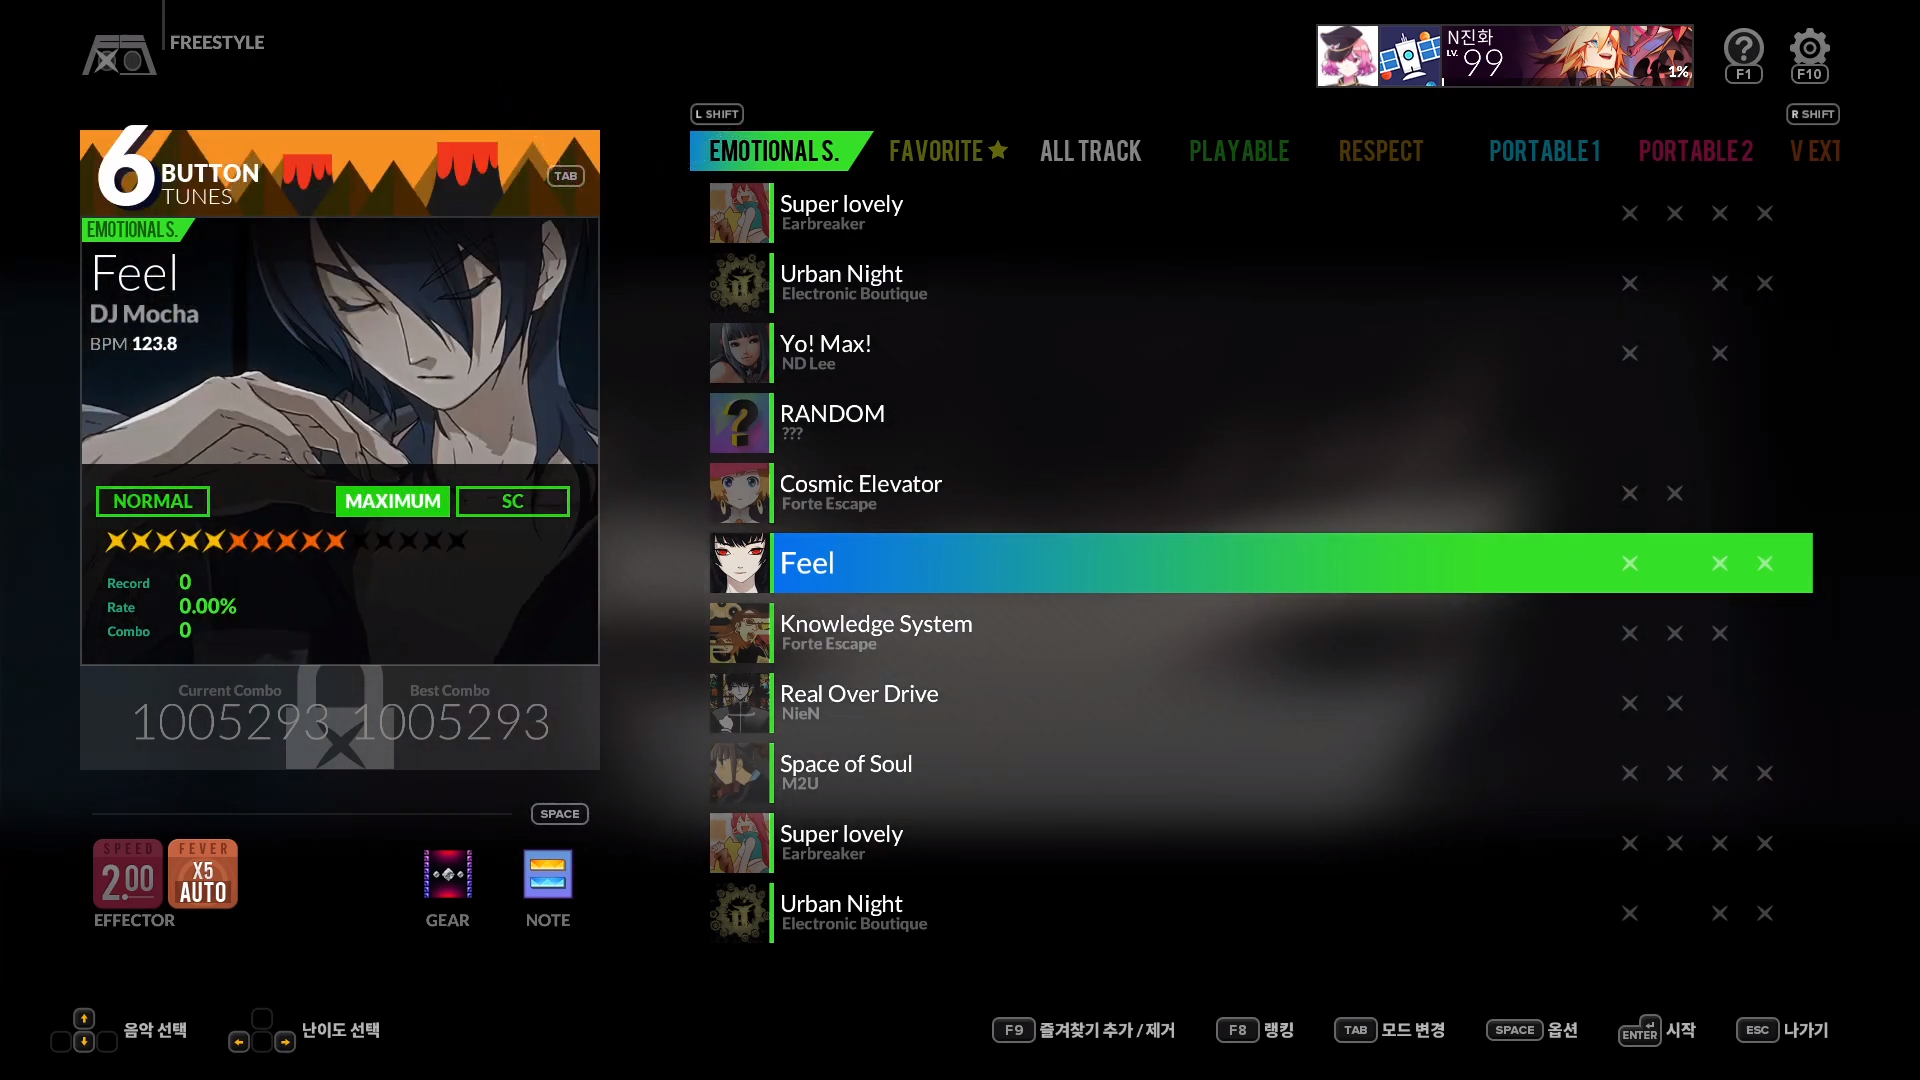 FREESTYLE
N진화
LV. 99
1%
F1
F10
L SHIFT
R SHIFT
EMOTIONAL S.
FAVORITE
ALL TRACK
PLAYABLE
RESPECT
PORTABLE 1
PORTABLE 2
V EXT
6 BUTTON
TUNES
TAB
EMOTIONAL S.
Feel
DJ Mocha
BPM 123.8
NORMAL
MAXIMUM
SC
Record 0
Rate 0.00%
Combo 0
Current Combo
Best Combo
1005293
1005293
SPACE
SPEED
2.00
FEVER
X5
AUTO
EFFECTOR
GEAR
NOTE
Super lovely
Earbreaker
Urban Night
Electronic Boutique
Yo! Max!
ND Lee
RANDOM
???
Cosmic Elevator
Forte Escape
Feel
Knowledge System
Forte Escape
Real Over Drive
NieN
Space of Soul
M2U
Super lovely
Earbreaker
Urban Night
Electronic Boutique
음악 선택
난이도 선택
F9 즐겨찾기 추가 / 제거
F8 랭킹
TAB 모드 변경
SPACE 옵션
ENTER 시작
ESC 나가기